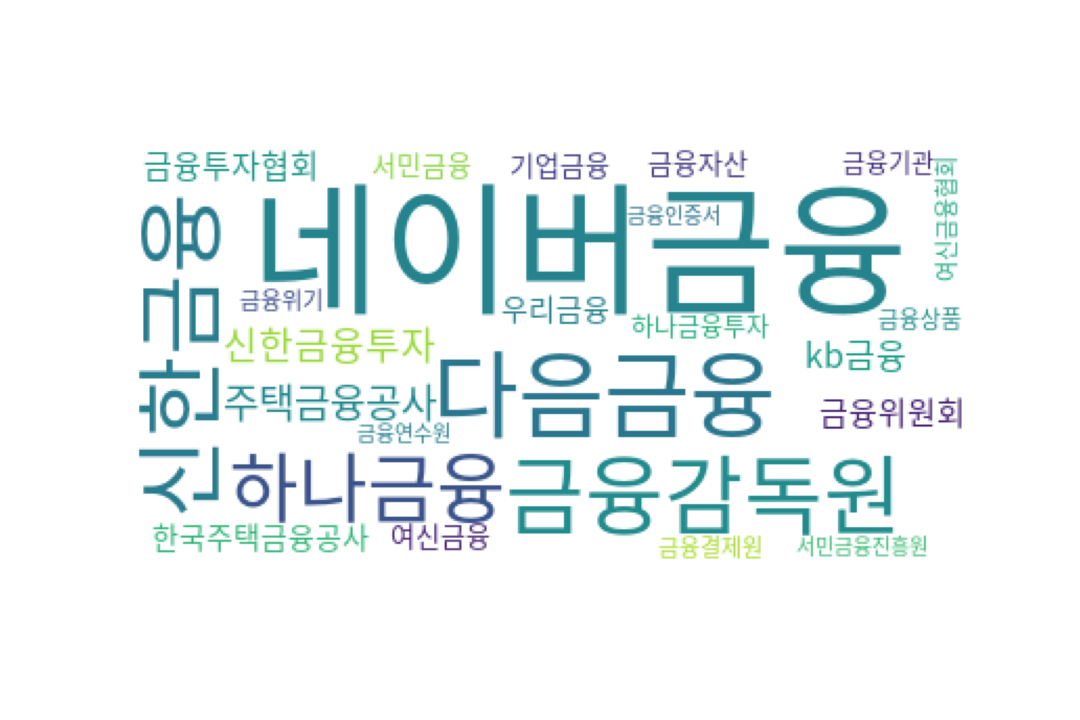 금융투자협회
서민금융
기업금융
금융자산
금융기관
여신금융협회
네이버금융
금융인증서
신한금융
금융위기
우리금융
하나금융투자
금융상품
신한금융투자
kb금융
다음금융
주택금융공사
금융위원회
금융연수원
하나금융
금융감독원
한국주택금융공사
여신금융
금융결제원
서민금융진흥원